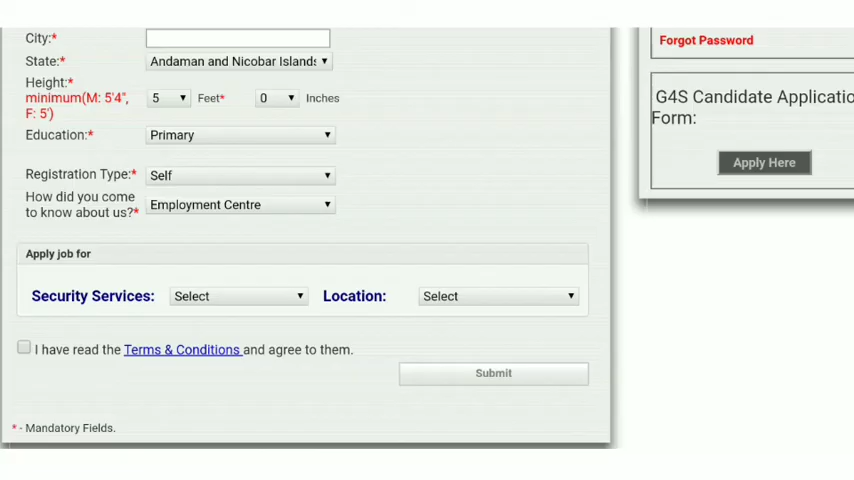 City:*
State:* Andaman and Nicobar Islands
Height:*
minimum(M: 5'4", F: 5') 5 Feet* 0 Inches
Education:* Primary
Registration Type:* Self
How did you come
to know about us?* Employment Centre
Apply job for
Security Services: Select Location: Select
I have read the Terms & Conditions and agree to them.
Submit
* - Mandatory Fields.
Forgot Password
G4S Candidate Applicatio
Form:
Apply Here